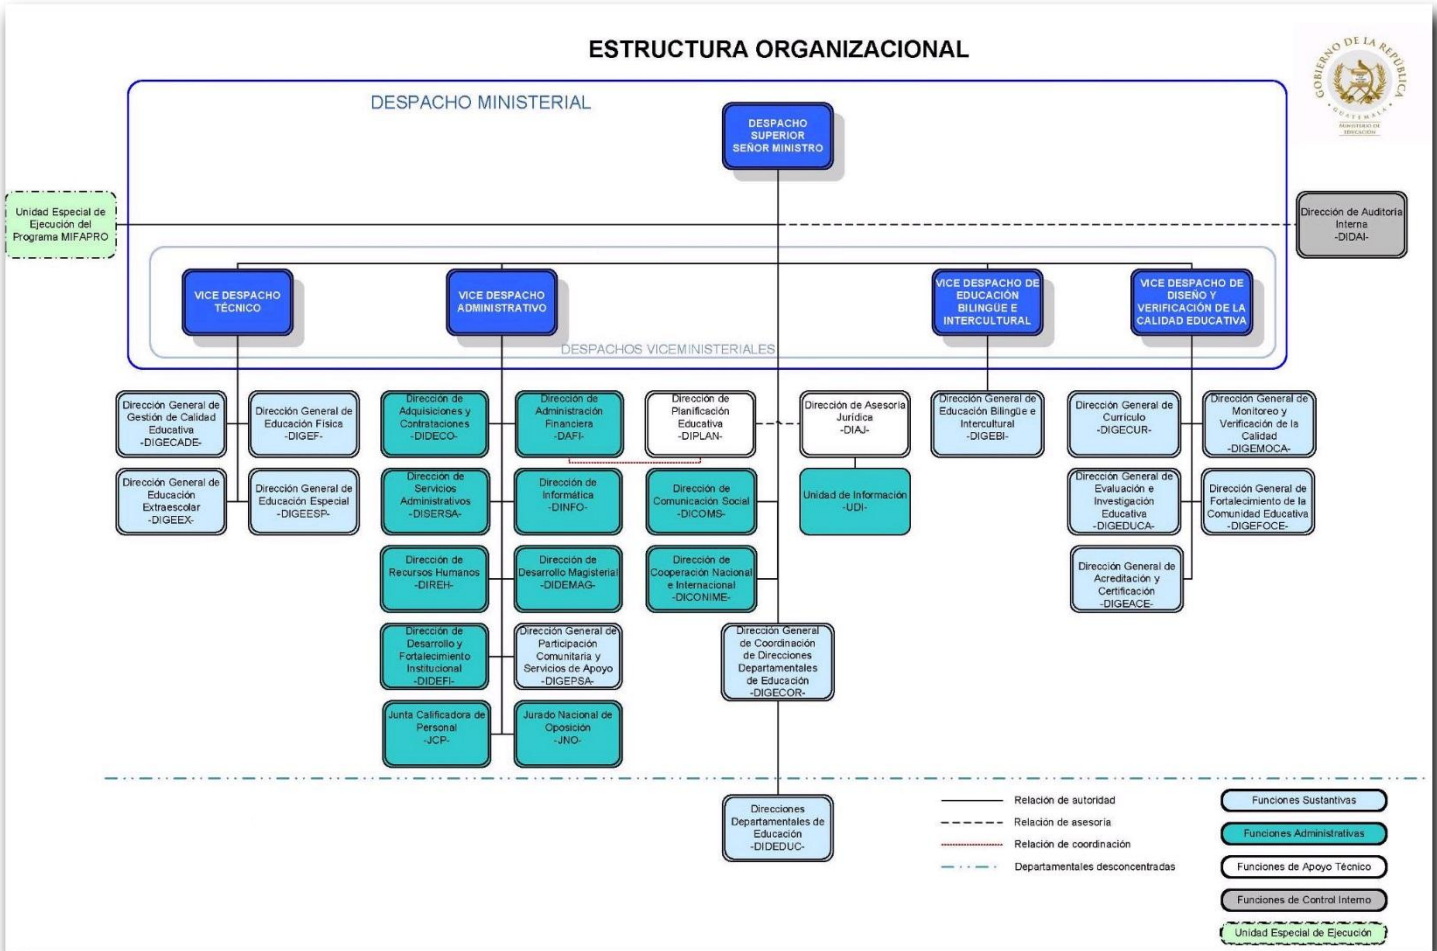 ESTRUCTURA ORGANIZACIONAL
GOBIERNO DE LA REPÚBLICA
GUATEMALA
MINISTERIO DE
EDUCACIÓN
DESPACHO MINISTERIAL
DESPACHO
SUPERIOR
SEÑOR MINISTRO
Unidad Especial de
Ejecución del
Programa MIFAPRO
Dirección de Auditoria
Interna
-DIDAI-
VICE DESPACHO
TÉCNICO
VICE DESPACHO
ADMINISTRATIVO
VICE DESPACHO DE
EDUCACIÓN
BILINGÜE E
INTERCULTURAL
VICE DESPACHO DE
DISEÑO Y
VERIFICACIÓN DE LA
CALIDAD EDUCATIVA
DESPACHOS VICEMINISTERIALES
Dirección General de
Gestión de Calidad
Educativa
-DIGECADE-
Dirección General de
Educación Física
-DIGEF-
Dirección de
Adquisiciones y
Contrataciones
-DIDECO-
Dirección de
Administración
Financiera
-DAFI-
Dirección de
Planificación
Educativa
-DIPLAN-
Dirección de Asesoría
Jurídica
-DIAJ-
Dirección General de
Educación Bilingüe e
Intercultural
-DIGEBI-
Dirección General de
Currículo
-DIGECUR-
Dirección General de
Monitoreo y
Verificación de la
Calidad
-DIGEMOCA-
Dirección General de
Educación
Extraescolar
-DIGEEX-
Dirección General de
Educación Especial
-DIGEESP-
Dirección de
Servicios
Administrativos
-DISERSA-
Dirección de
Informática
-DINFO-
Dirección de
Comunicación Social
-DICOMS-
Unidad de Información
-UDI-
Dirección General de
Evaluación e
Investigación
Educativa
-DIGEDUCA-
Dirección General de
Fortalecimiento de la
Comunidad Educativa
-DIGEFOCE-
Dirección de
Recursos Humanos
-DIREH-
Dirección de
Desarrollo Magisterial
-DIDEMAG-
Dirección de
Cooperación Nacional
e Internacional
-DICONIME-
Dirección General de
Acreditación y
Certificación
-DIGEACE-
Dirección de
Desarrollo y
Fortalecimiento
Institucional
-DIDEFI-
Dirección General de
Participación
Comunitaria y
Servicios de Apoyo
-DIGEPSA-
Dirección General
de Coordinación
de Direcciones
Departamentales
de Educación
-DIGECOR-
Junta Calificadora de
Personal
-JCP-
Jurado Nacional de
Oposición
-JNO-
Direcciones
Departamentales de
Educación
-DIDEDUC-
Relación de autoridad
Relación de asesoría
Relación de coordinación
Departamentales desconcentradas
Funciones Sustantivas
Funciones Administrativas
Funciones de Apoyo Técnico
Funciones de Control Interno
Unidad Especial de Ejecución